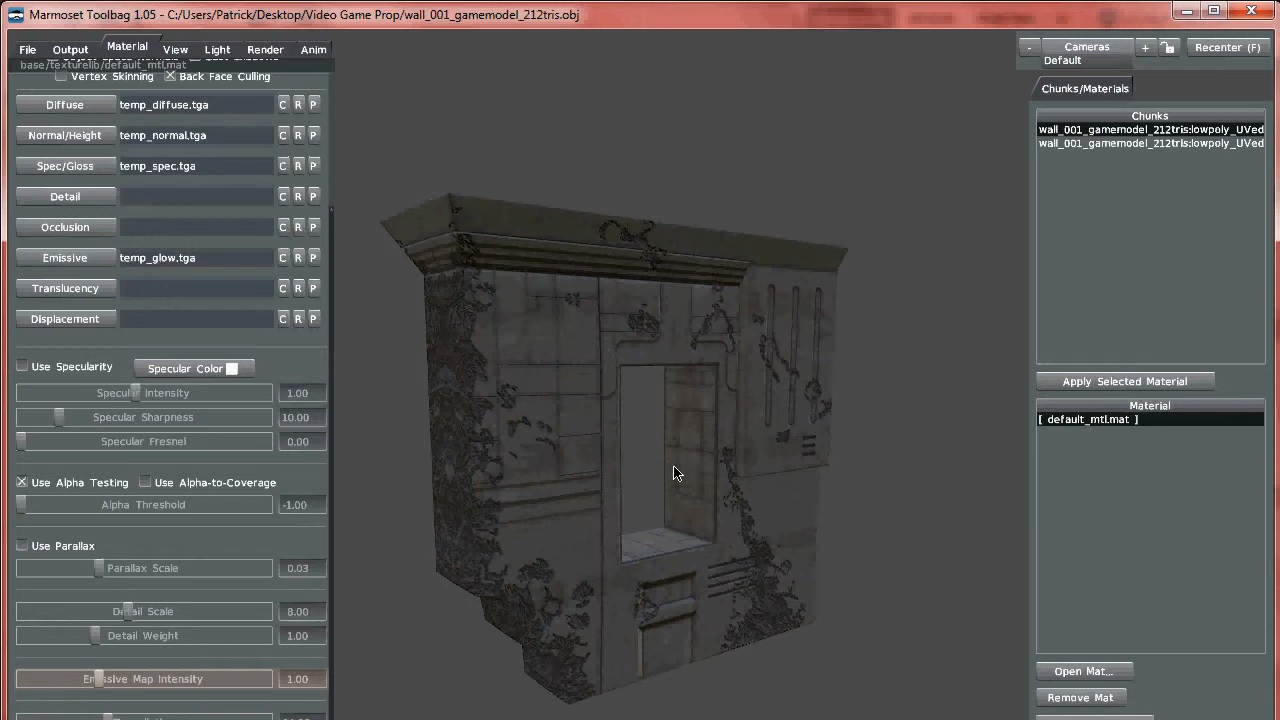 Marmoset Toolbag 1.05 - C:/Users/Patrick/Desktop/Video Game Prop/wall_001_gamemodel_212tris.obj
File Output Material View Light Render Anim
base/texturelib/default_mtl.mat
Vertex Skinning Back Face Culling
Diffuse temp_diffuse.tga C R P
Normal/Height temp_normal.tga C R P
Spec/Gloss temp_spec.tga C R P
Detail C R P
Occlusion C R P
Emissive temp_glow.tga C R P
Translucency C R P
Displacement C R P
Use Specularity Specular Color
Specular Intensity 1.00
Specular Sharpness 10.00
Specular Fresnel 0.00
Use Alpha Testing Use Alpha-to-Coverage
Alpha Threshold -1.00
Use Parallax
Parallax Scale 0.03
Detail Scale 8.00
Detail Weight 1.00
Emissive Map Intensity 1.00
- Cameras + Recenter (F)
Default
Chunks/Materials
Chunks
wall_001_gamemodel_212tris:lowpoly_UVed
wall_001_gamemodel_212tris:lowpoly_UVed
Apply Selected Material
Material
[ default_mtl.mat ]
Open Mat...
Remove Mat